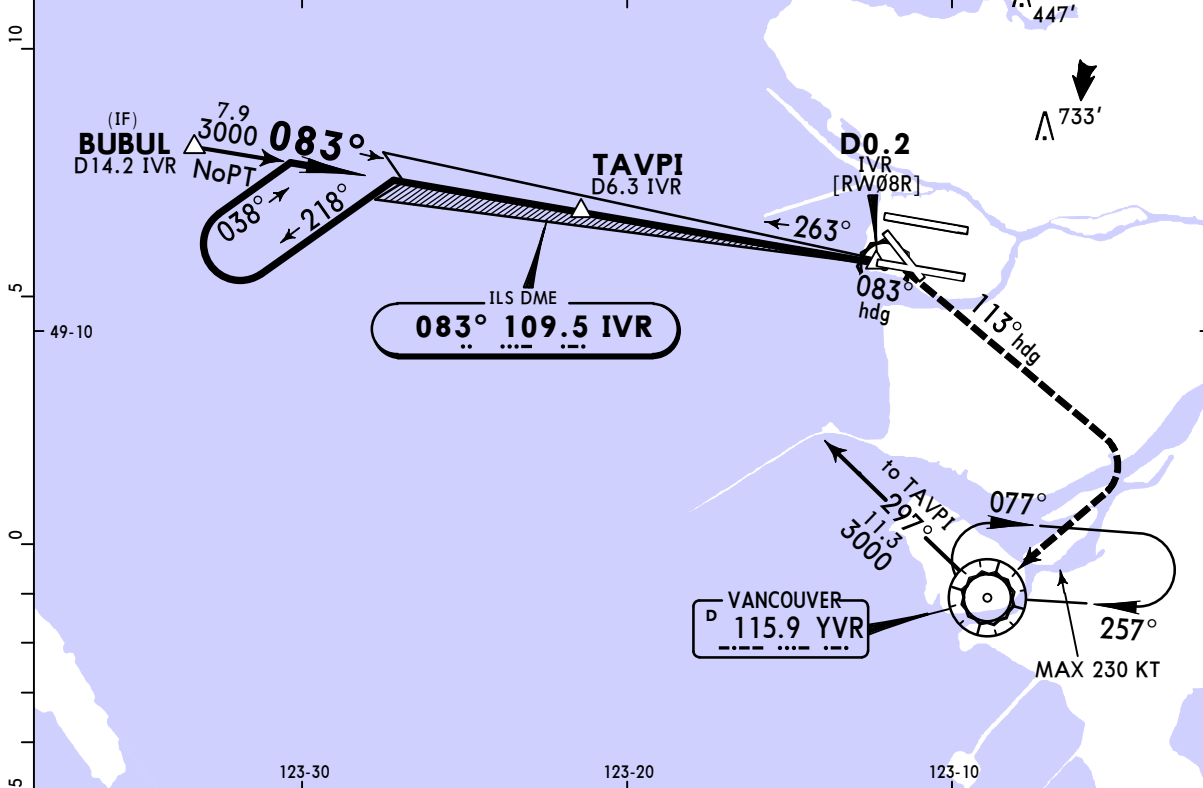 10
447'
733'
(IF)
BUBUL
D14.2 IVR
7.9
3000
NoPT
083°
038°
218°
TAVPI
D6.3 IVR
D0.2
IVR
[RWØ8R]
263°
083°
hdg
113° hdg
ILS DME
083° 109.5 IVR
5
49-10
to TAVPI
297°
11.3
3000
077°
257°
MAX 230 KT
0
VANCOUVER
D 115.9 YVR
5
123-30
123-20
123-10